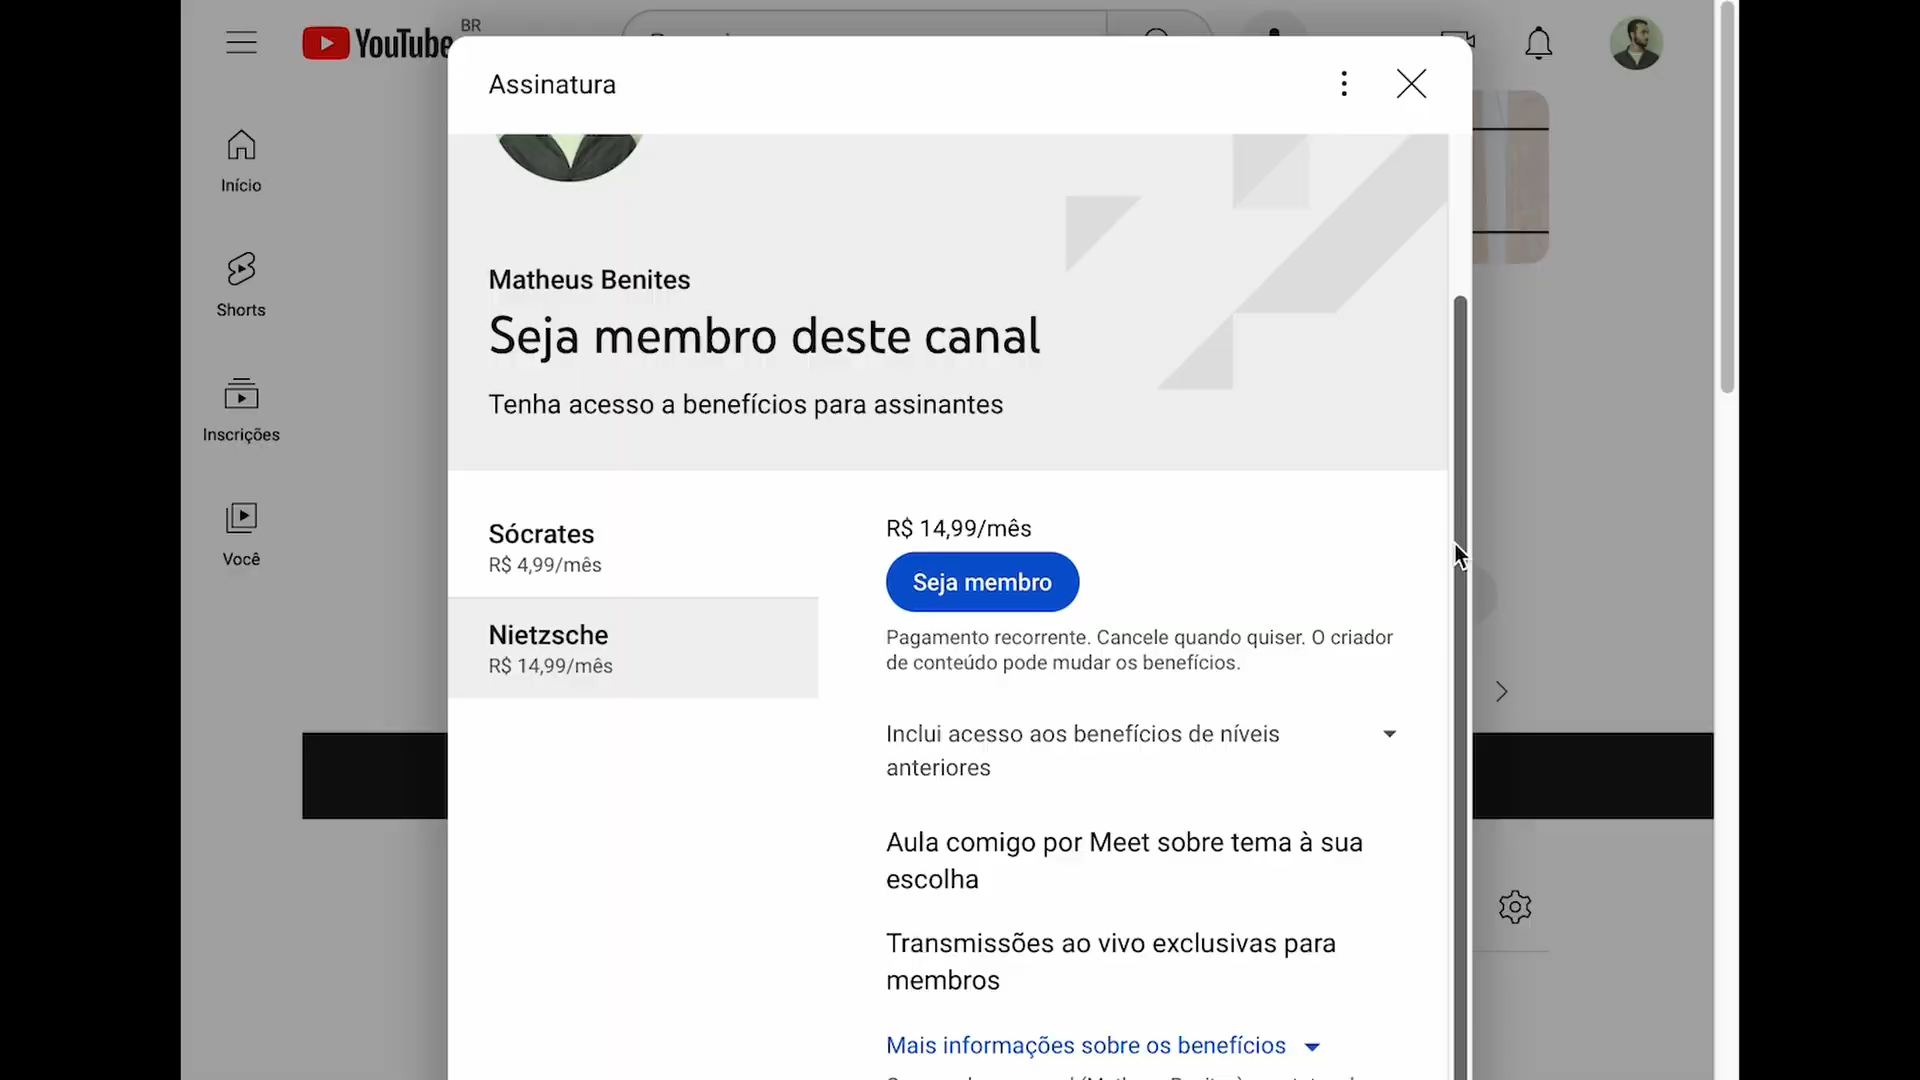 YouTube
BR
Assinatura
Início
Shorts
Inscrições
Você
Matheus Benites
Seja membro deste canal
Tenha acesso a benefícios para assinantes
Sócrates
R$ 4,99/mês
Nietzsche
R$ 14,99/mês
R$ 14,99/mês
Seja membro
Pagamento recorrente. Cancele quando quiser. O criador
de conteúdo pode mudar os benefícios.
Inclui acesso aos benefícios de níveis
anteriores
Aula comigo por Meet sobre tema à sua
escolha
Transmissões ao vivo exclusivas para
membros
Mais informações sobre os benefícios